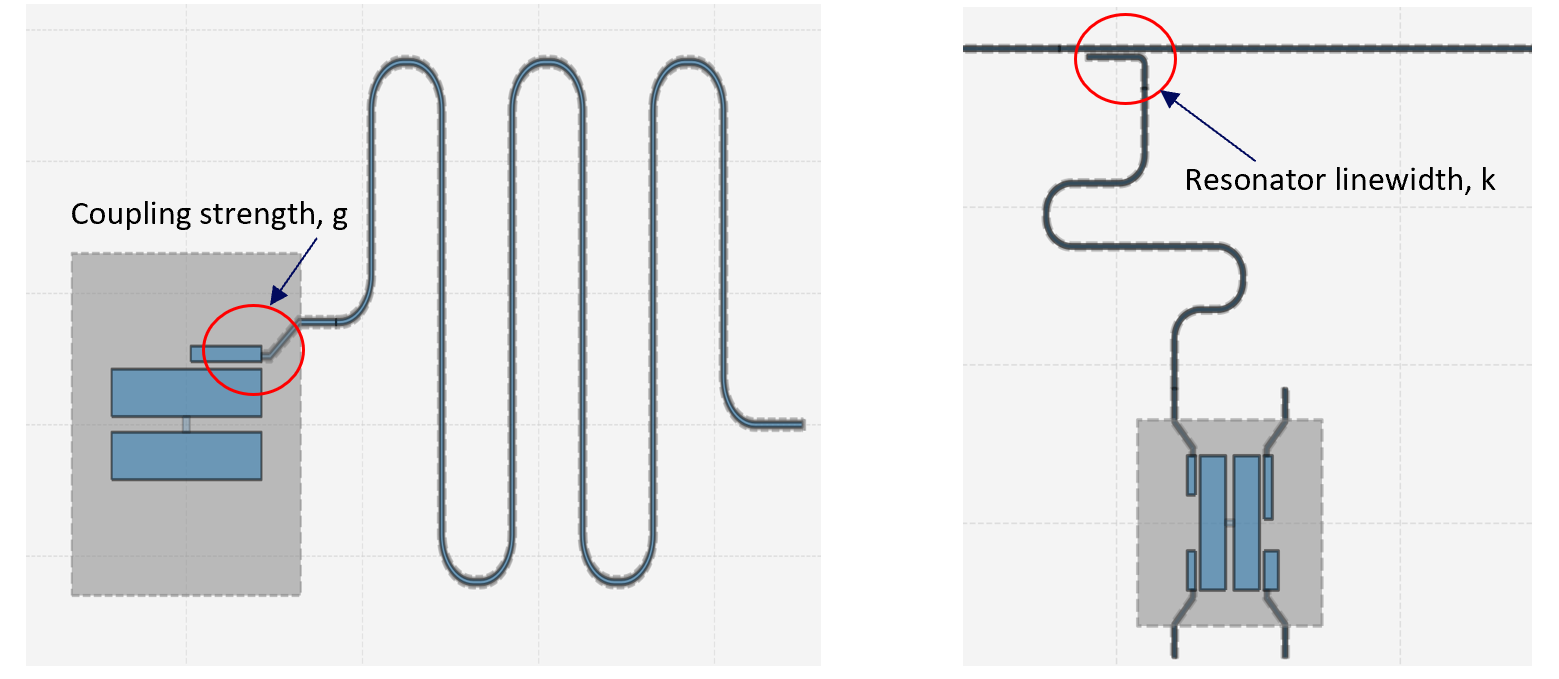 Coupling strength, g
Resonator linewidth, k